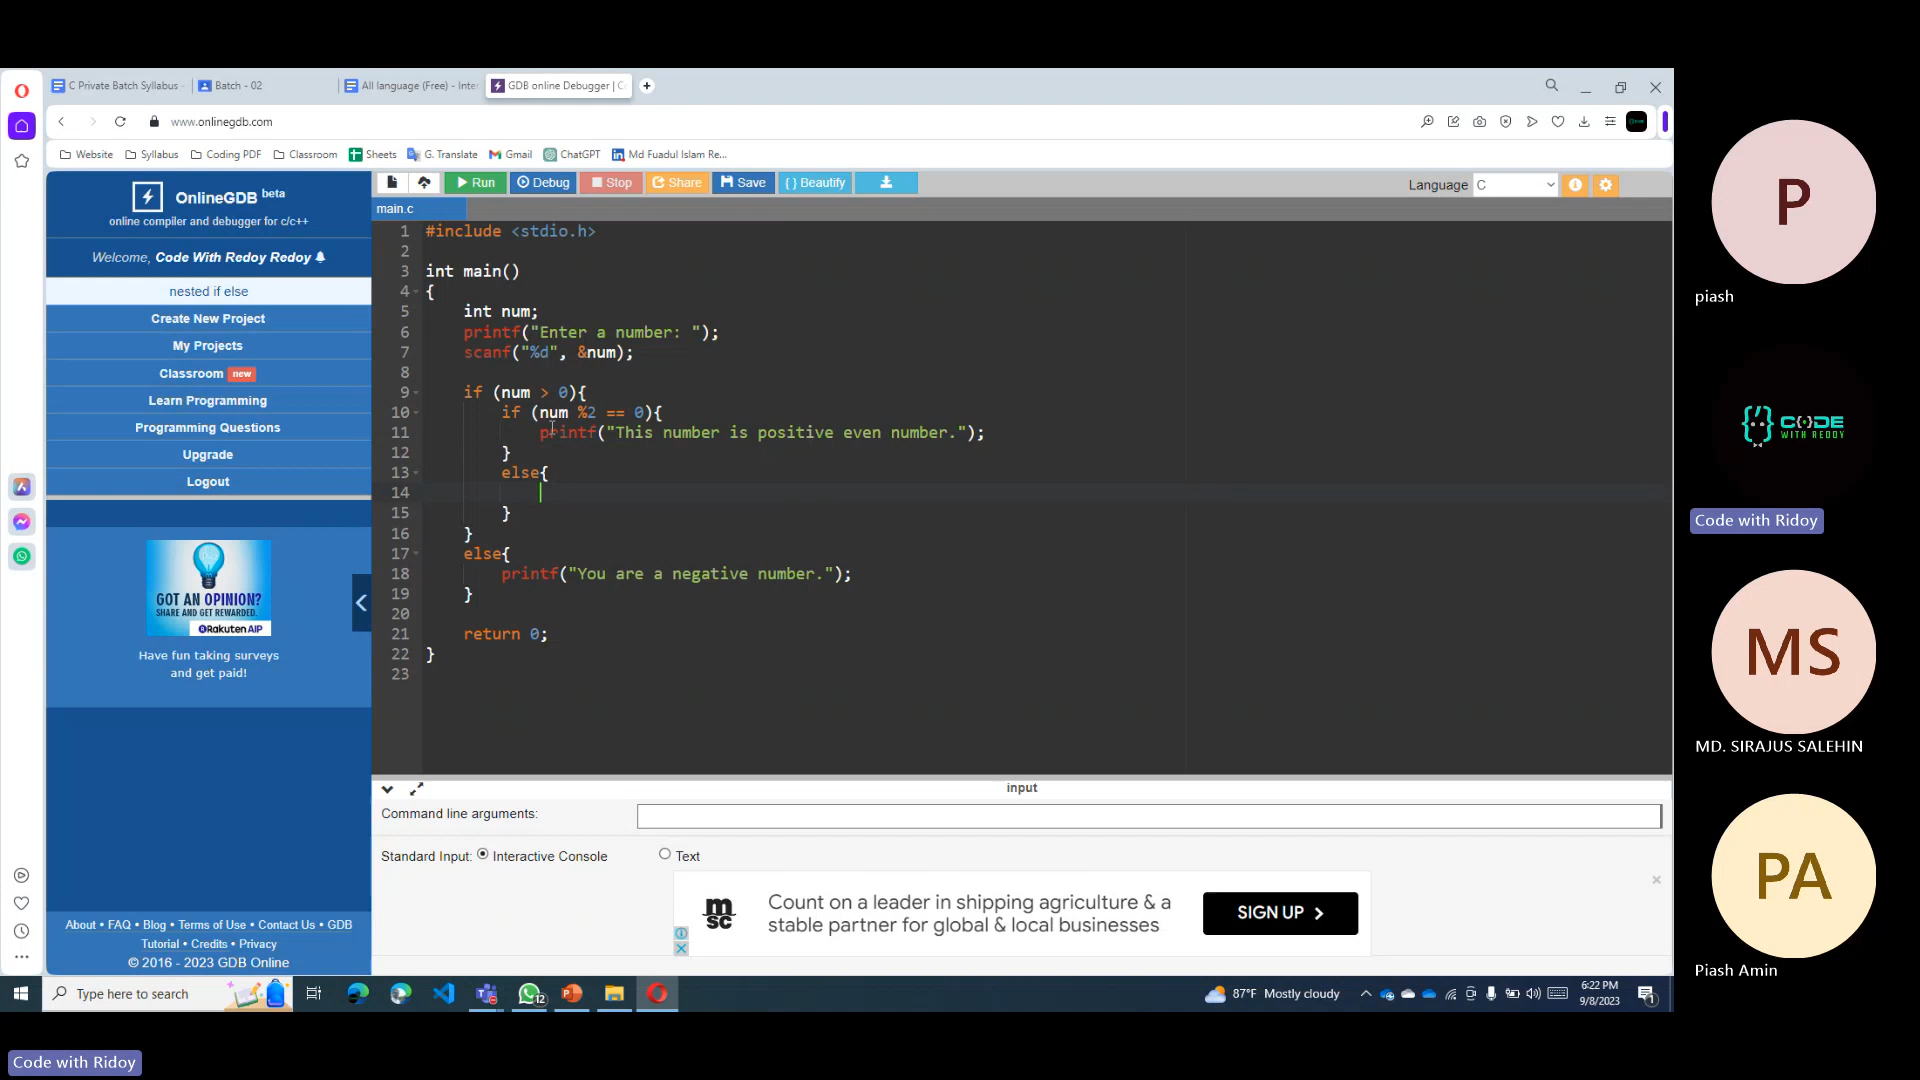 C Private Batch Syllabus
Batch - 02
All language (Free) - Inter
GDB online Debugger | C
www.onlinegdb.com
Website
Syllabus
Coding PDF
Classroom
Sheets
G. Translate
Gmail
ChatGPT
Md Fuadul Islam Re...
OnlineGDB beta
online compiler and debugger for c/c++
Welcome, Code With Redoy Redoy
nested if else
Create New Project
My Projects
Classroom new
Learn Programming
Programming Questions
Upgrade
Logout
GOT AN OPINION?
SHARE AND GET REWARDED.
Rakuten AIP
Have fun taking surveys
and get paid!
About • FAQ • Blog • Terms of Use • Contact Us • GDB
Tutorial • Credits • Privacy
© 2016 - 2023 GDB Online
Run
Debug
Stop
Share
Save
{ } Beautify
Language C
main.c
1 #include <stdio.h>
2
3 int main()
4 {
5 int num;
6 printf("Enter a number: ");
7 scanf("%d", &num);
8
9 if (num > 0){
10 if (num %2 == 0){
11 printf("This number is positive even number.");
12 }
13 else{
14
15 }
16 }
17 else{
18 printf("You are a negative number.");
19 }
20
21 return 0;
22 }
23
input
Command line arguments:
Standard Input: Interactive Console Text
msc
Count on a leader in shipping agriculture & a
stable partner for global & local businesses
SIGN UP
Type here to search
12
87°F Mostly cloudy
6:22 PM
9/8/2023
1
P
piash
CODE
WITH REDOY
Code with Ridoy
MS
MD. SIRAJUS SALEHIN
PA
Piash Amin
Code with Ridoy